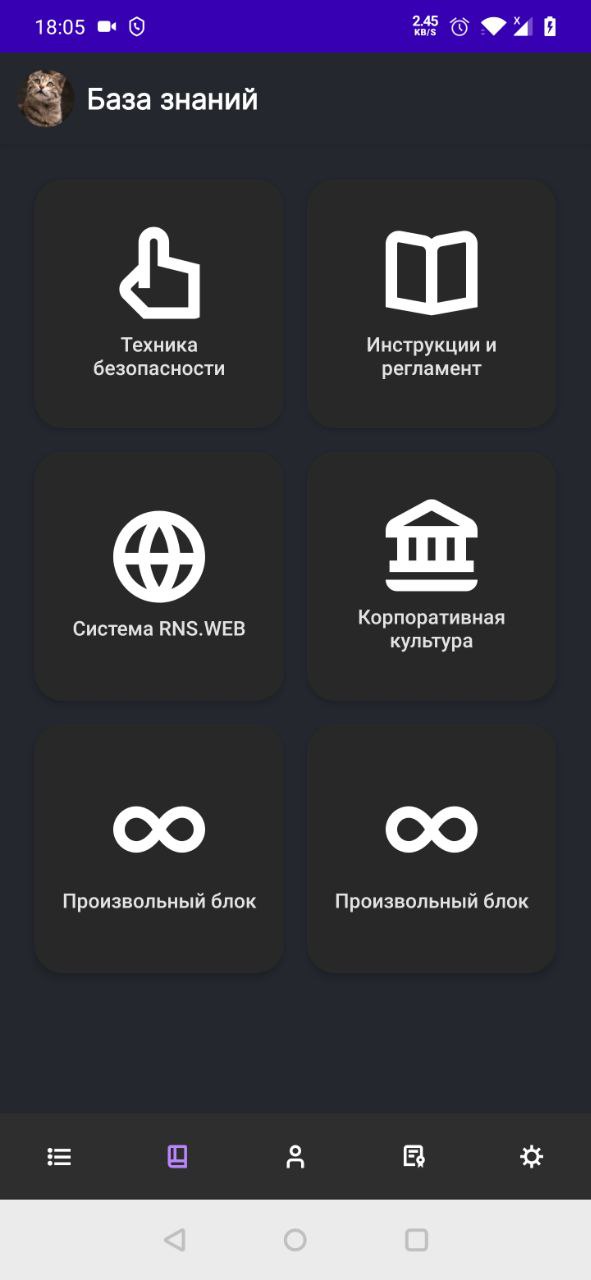 18:05
2.45
KB/S
База знаний
Техника
безопасности
Инструкции и
регламент
Система RNS.WEB
Корпоративная
культура
Произвольный блок
Произвольный блок